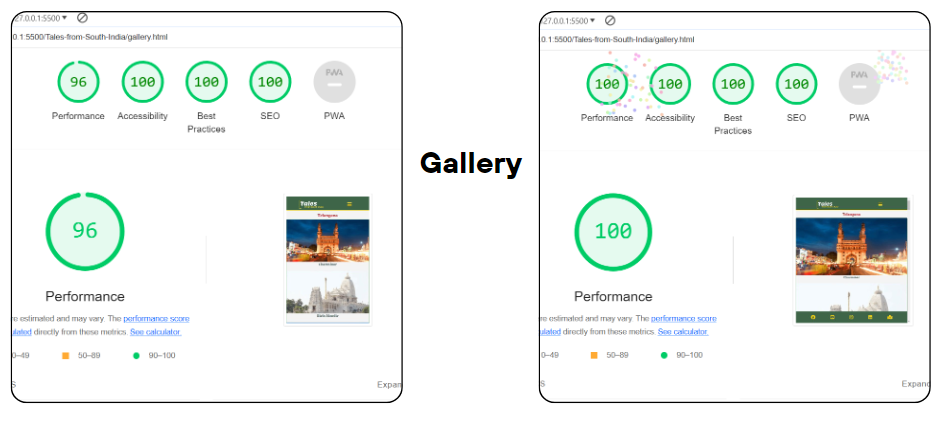 27.0.0.1:5500
0.1:5500/Tales-from-South-India/gallery.html
96
100
100
100
PWA
Performance
Accessibility
Best
Practices
SEO
PWA
96
Performance
re estimated and may vary. The performance score
ulated directly from these metrics. See calculator.
0–49
50–89
90–100
S
Expan
Tales
Telangana
Gallery
27.0.0.1:5500
0.1:5500/Tales-from-South-India/gallery.html
100
100
100
100
PWA
Performance
Accessibility
Best
Practices
SEO
PWA
100
Performance
re estimated and may vary. The performance score
ulated directly from these metrics. See calculator.
0–49
50–89
90–100
S
Expand
Tales
Telangana